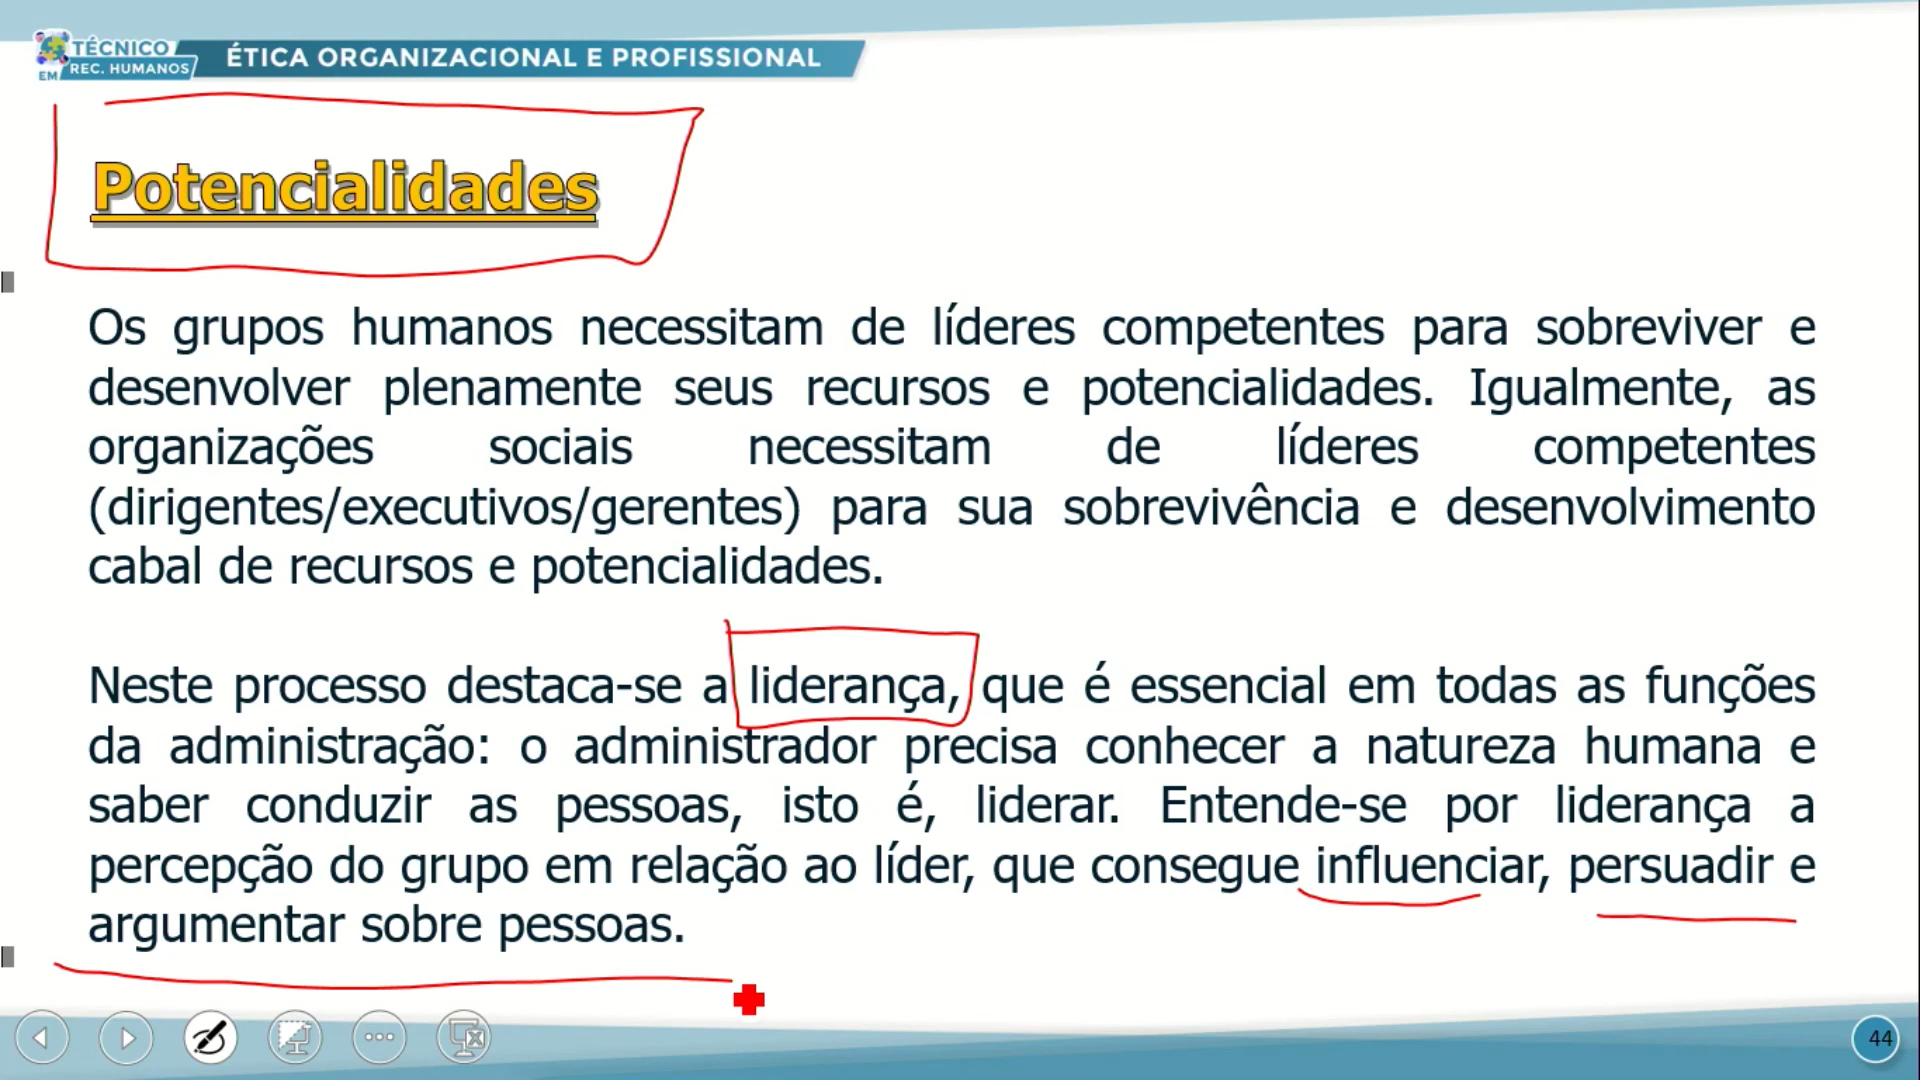 TÉCNICO
EM REC. HUMANOS
ÉTICA ORGANIZACIONAL E PROFISSIONAL
Potencialidades
Os grupos humanos necessitam de líderes competentes para sobreviver e
desenvolver plenamente seus recursos e potencialidades. Igualmente, as
organizações sociais necessitam de líderes competentes
(dirigentes/executivos/gerentes) para sua sobrevivência e desenvolvimento
cabal de recursos e potencialidades.
Neste processo destaca-se a liderança, que é essencial em todas as funções
da administração: o administrador precisa conhecer a natureza humana e
saber conduzir as pessoas, isto é, liderar. Entende-se por liderança a
percepção do grupo em relação ao líder, que consegue influenciar, persuadir e
argumentar sobre pessoas.
44